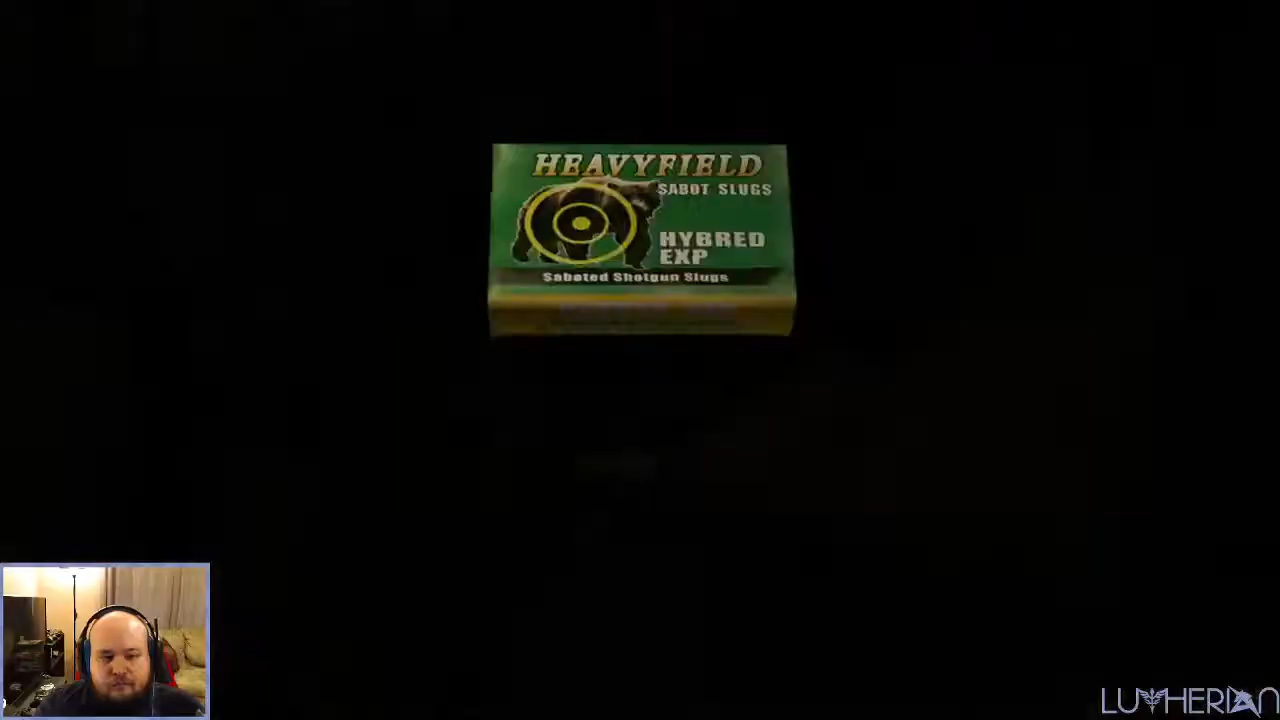 HEAVYFIELD
SABOT SLUGS
HYBRED
EXP
Saboted Shotgun Slugs
LUTHERIAN